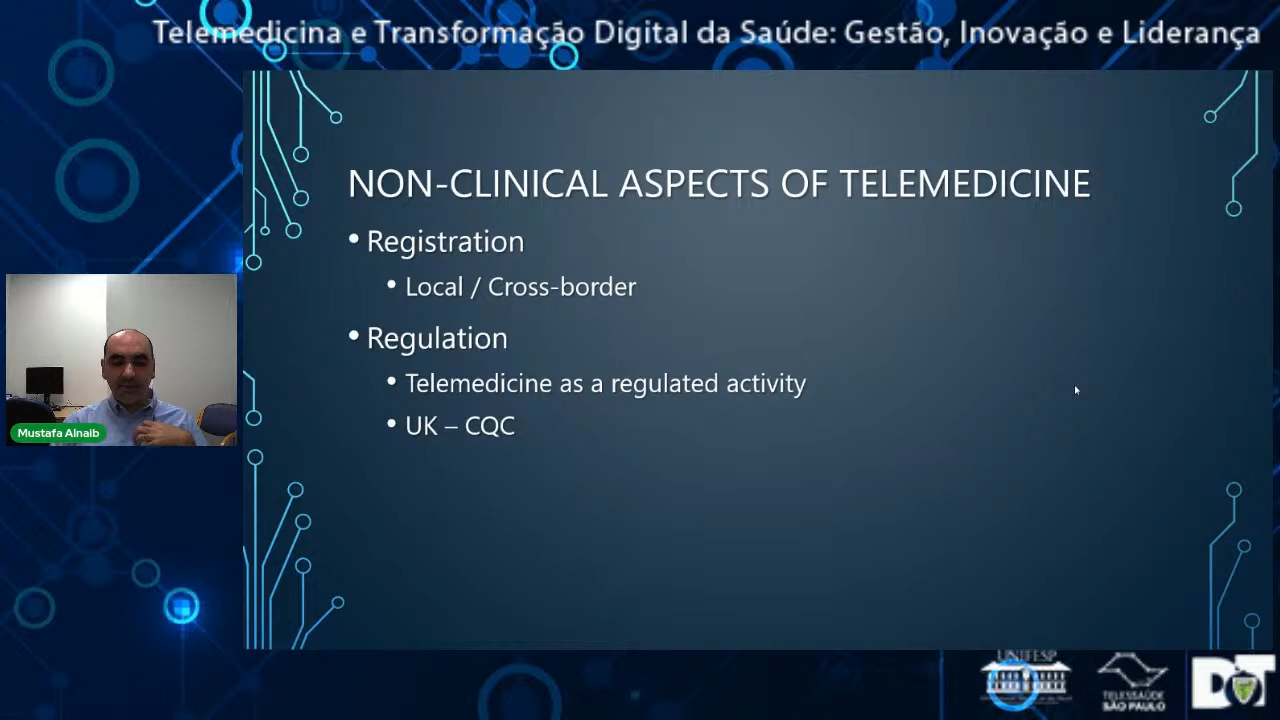 Telemedicina e Transformação Digital da Saúde: Gestão, Inovação e Liderança
NON-CLINICAL ASPECTS OF TELEMEDICINE
• Registration
• Local / Cross-border
• Regulation
• Telemedicine as a regulated activity
• UK – CQC
Mustafa Alnaib
UNIFESP
TELESSAÚDE
SÃO PAULO